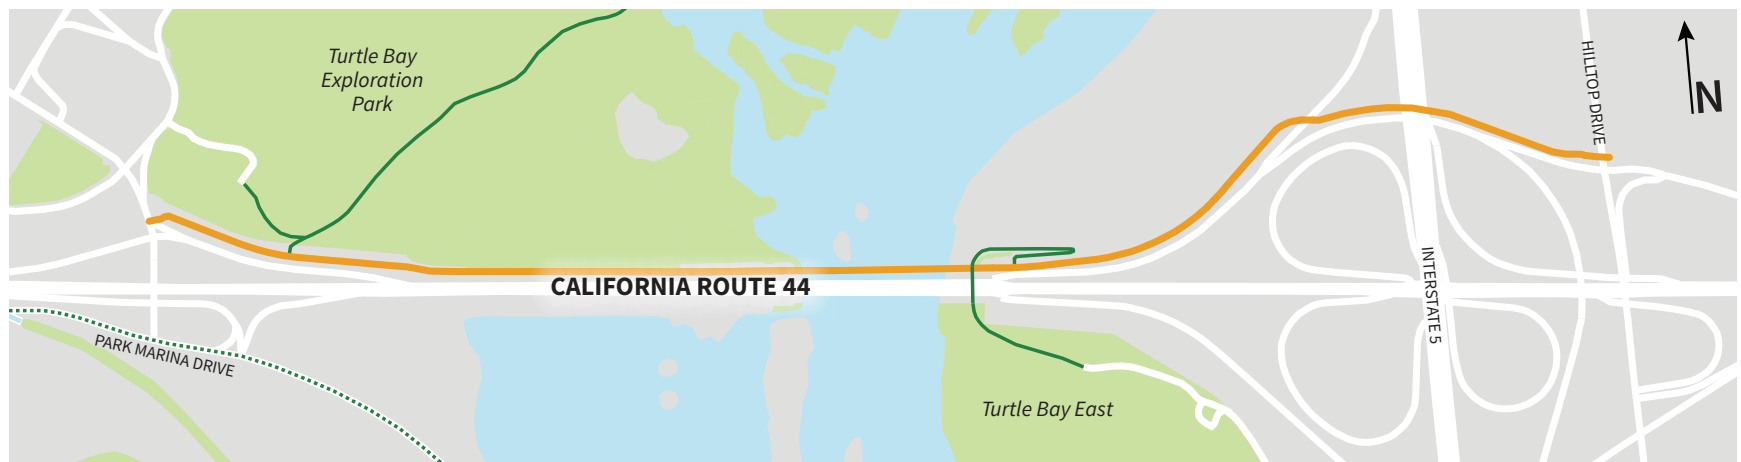 Turtle Bay
Exploration
Park
HILLTOP DRIVE
N
CALIFORNIA ROUTE 44
INTERSTATE 5
PARK MARINA DRIVE
Turtle Bay East